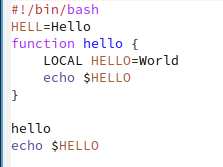 #!/bin/bash
HELL=Hello
function hello {
    LOCAL HELLO=World
    echo $HELLO
}

hello
echo $HELLO